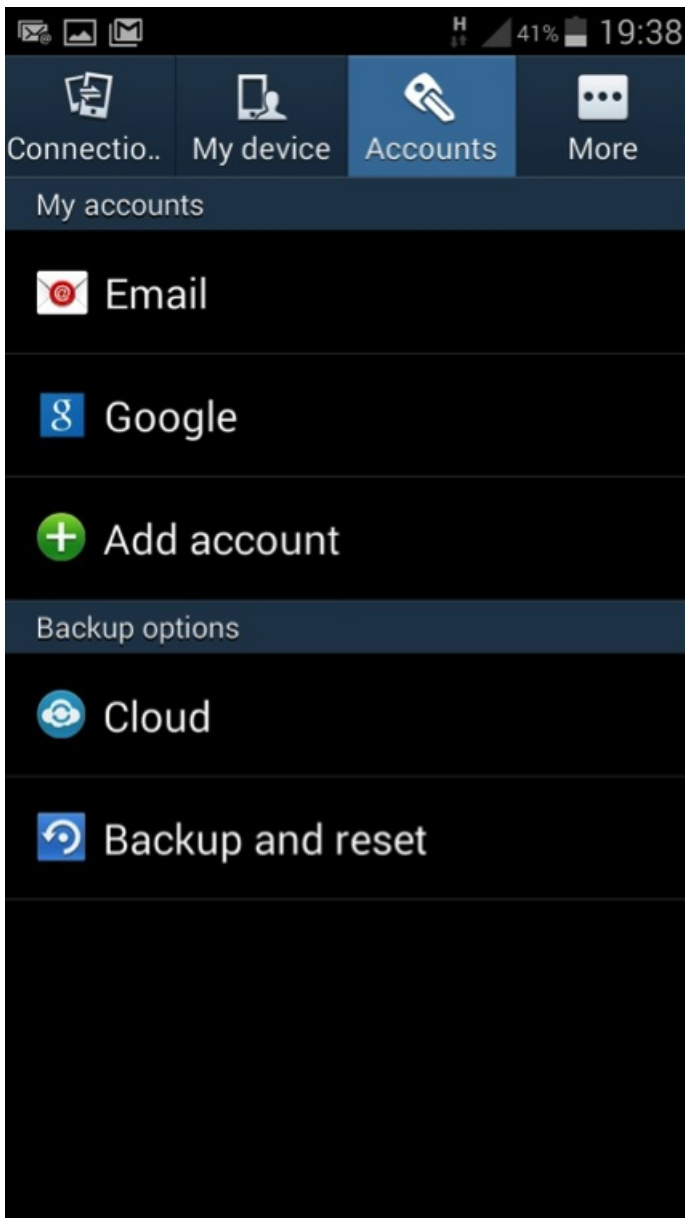 H 41% 19:38
Connectio.. My device Accounts More
My accounts
Email
Google
Add account
Backup options
Cloud
Backup and reset